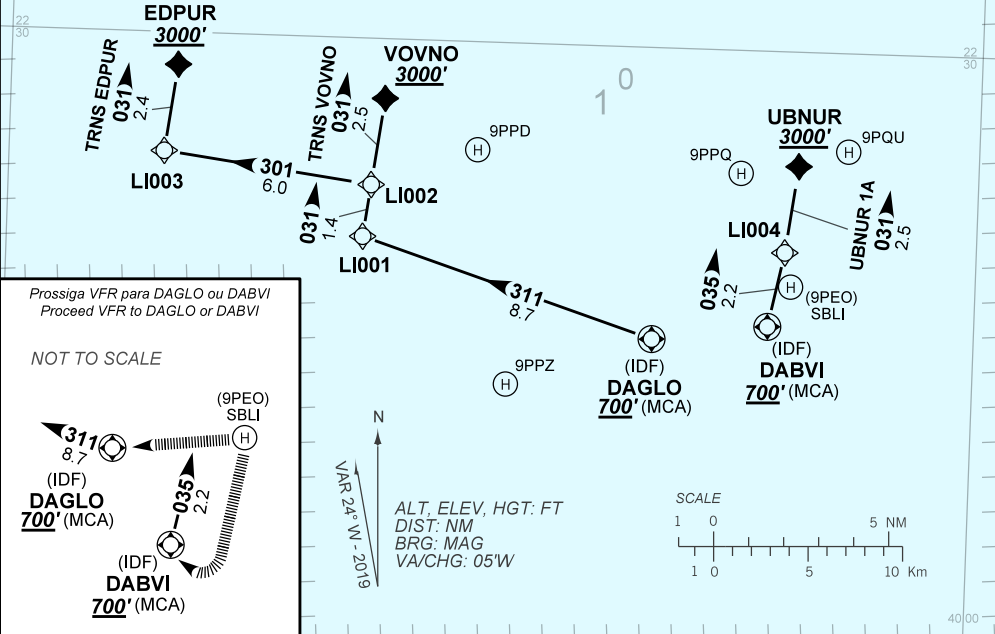 22
30
EDPUR
3000'
TRNS EDPUR
031
2.4
LI003
301
6.0
VOVNO
3000'
TRNS VOVNO
031
2.5
LI002
031
1.4
LI001
311
8.7
9PPD
1 0
22
30
UBNUR
3000'
9PPQ
9PQU
H
H
H
UBNUR 1A
031
2.5
LI004
035
2.2
H
(9PEO)
SBLI
(IDF)
DABVI
700' (MCA)
(IDF)
DAGLO
700' (MCA)
9PPZ
H
Prossiga VFR para DAGLO ou DABVI
Proceed VFR to DAGLO or DABVI
NOT TO SCALE
(9PEO)
SBLI
H
311
8.7
(IDF)
DAGLO
700' (MCA)
035
2.2
(IDF)
DABVI
700' (MCA)
N
VAR 24° W - 2019
ALT, ELEV, HGT: FT
DIST: NM
BRG: MAG
VA/CHG: 05'W
SCALE
1 0 5 NM
1 0 5 10 Km
40 00